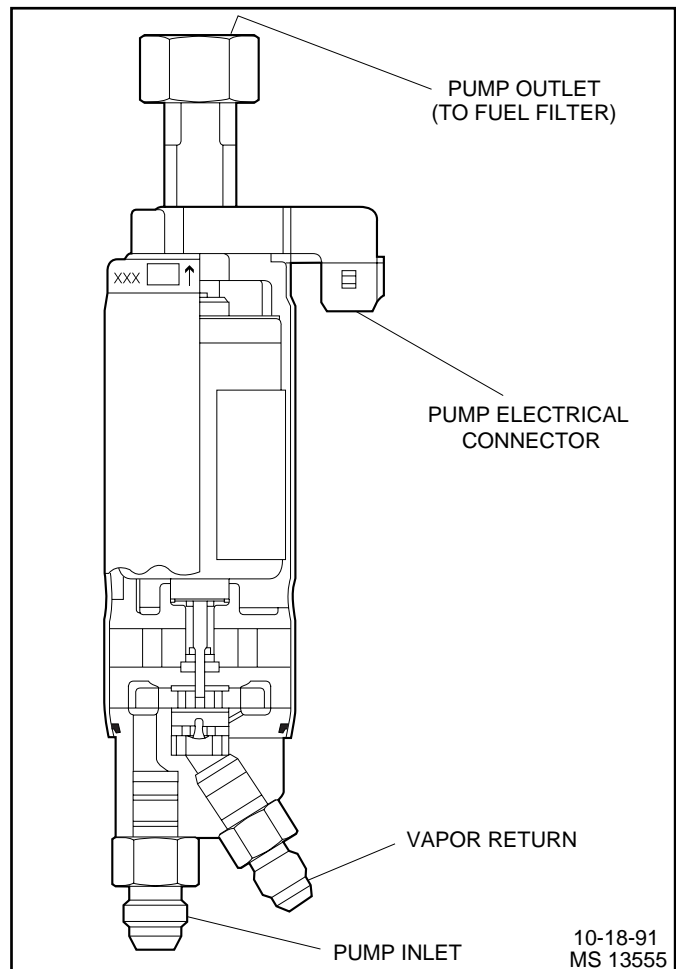 PUMP OUTLET
(TO FUEL FILTER)
XXX
PUMP ELECTRICAL
CONNECTOR
VAPOR RETURN
PUMP INLET
10-18-91
MS 13555